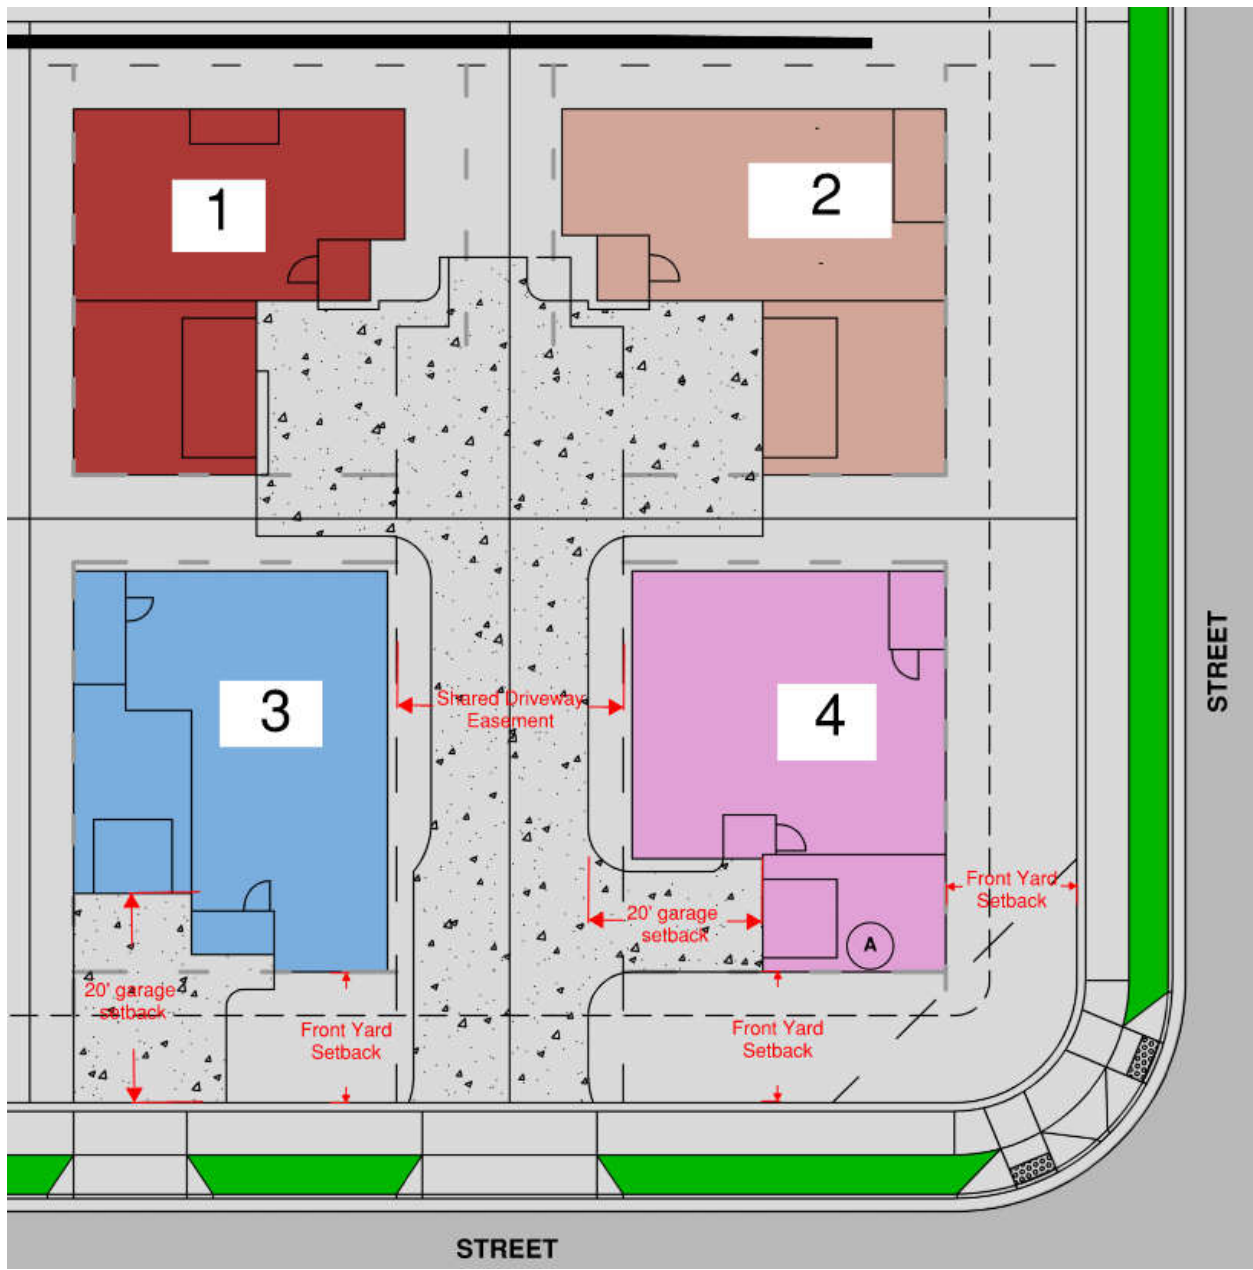 1
2
STREET
3
Shared Driveway
Easement
4
Front Yard
Setback
20' garage
setback
A
20' garage
setback
Front Yard
Setback
Front Yard
Setback
STREET